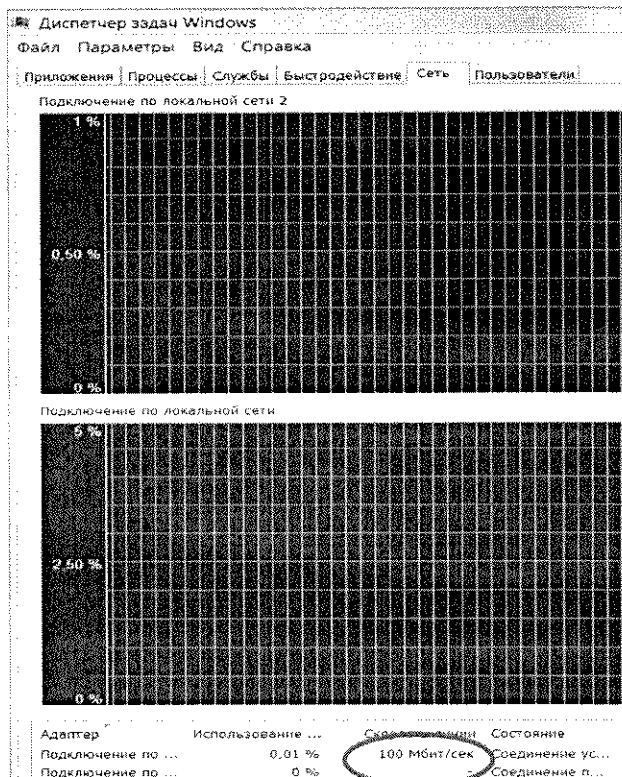 Диспетчер задач Windows
Файл Параметры Вид Справка
Приложения Процессы Службы Быстродействие Сеть Пользователи
Подключение по локальной сети 2
1 %
0,50 %
0 %
Подключение по локальной сети
5 %
2,50 %
0 %
Адаптер Использование ... Состояние
Подключение по ... 0,01 % 100 Мбит/сек Соединение ус...
Подключение по ... 0 % - Соединение п...